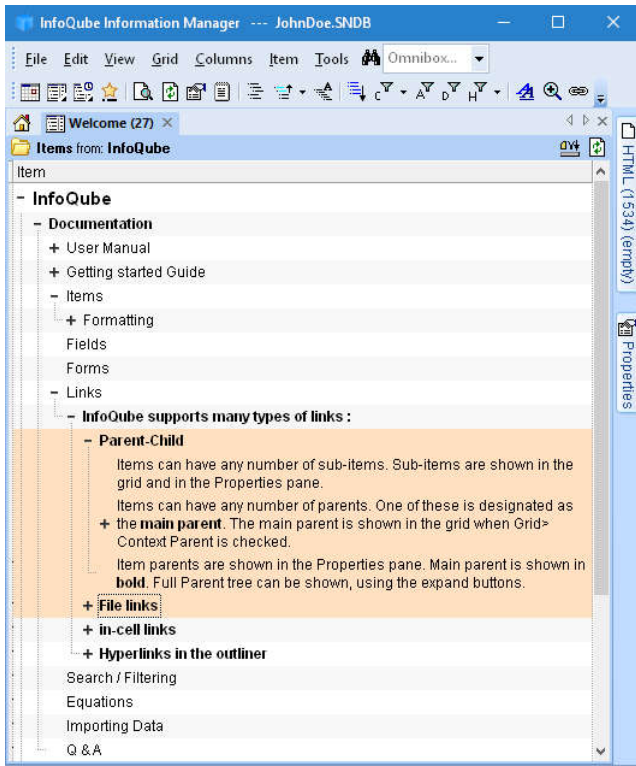 InfoQube Information Manager --- JohnDoe.SNDB
File Edit View Grid Columns Item Tools Omnibox...
Welcome (27)
Items from: InfoQube
Item
InfoQube
Documentation
User Manual
Getting started Guide
Items
Formatting
Fields
Forms
Links
InfoQube supports many types of links :
Parent-Child
Items can have any number of sub-items. Sub-items are shown in the
grid and in the Properties pane.
Items can have any number of parents. One of these is designated as
the main parent. The main parent is shown in the grid when Grid>
Context Parent is checked.
Item parents are shown in the Properties pane. Main parent is shown in
bold. Full Parent tree can be shown, using the expand buttons.
File links
in-cell links
Hyperlinks in the outliner
Search / Filtering
Equations
Importing Data
Q & A
HTML (1534) (empty)
Properties